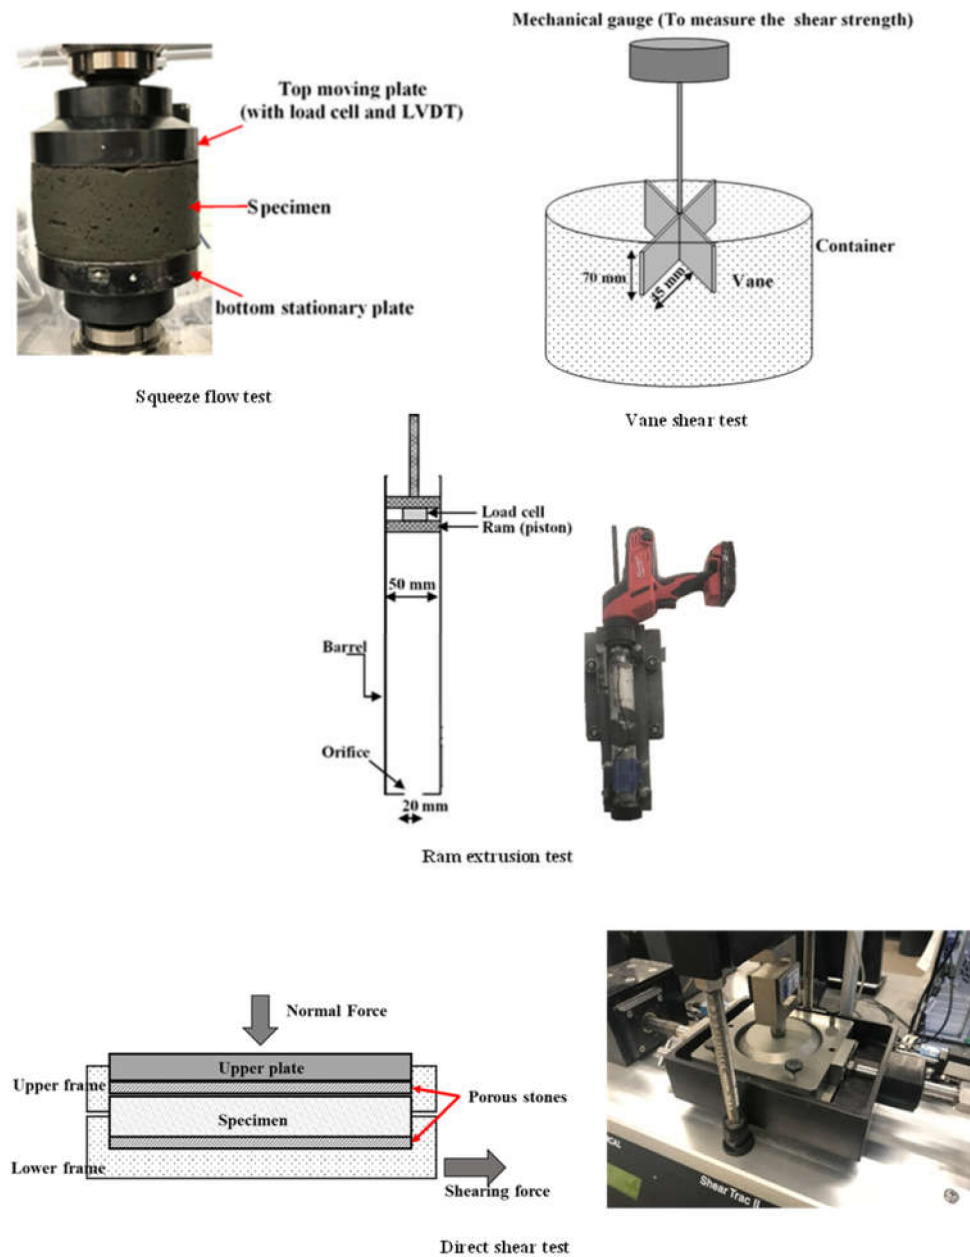 Mechanical gauge (To measure the shear strength)
Top moving plate
(with load cell and LVDT)
Specimen
bottom stationary plate
Container
70 mm
45 mm
Vane
Squeeze flow test
Vane shear test
Load cell
Ram (piston)
50 mm
Barrel
Orifice
20 mm
Ram extrusion test
Normal Force
Upper plate
Upper frame
Porous stones
Specimen
Lower frame
Shearing force
Shear Trac II
Direct shear test